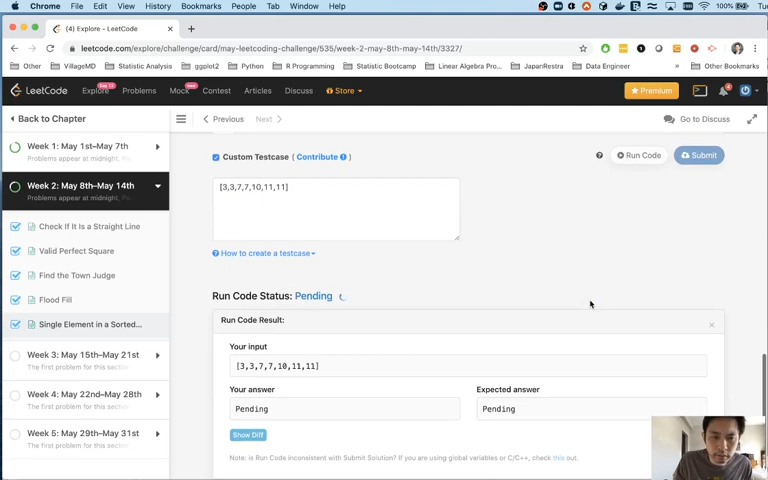 Chrome File Edit View History Bookmarks People Tab Window Help 100%
(4) Explore - LeetCode
leetcode.com/explore/challenge/card/may-leetcoding-challenge/535/week-2-may-8th-may-14th/3327/
Other VillageMD Statistic Analysis ggplot2 Python R Programming Statistic Bootcamp Linear Algebra Pro... JapanRestra Data Engineer » Other Bookmarks
LeetCode Explore Problems Mock Contest Articles Discuss Store Premium
Back to Chapter Previous Next Go to Discuss
Week 1: May 1st–May 7th
Problems appear at midnight,
Week 2: May 8th–May 14th
Problems appear at midnight,
Check If It Is a Straight Line
Valid Perfect Square
Find the Town Judge
Flood Fill
Single Element in a Sorted...
Week 3: May 15th–May 21st
The first problem for this
Week 4: May 22nd–May 28th
The first problem for this
Week 5: May 29th–May 31st
The first problem for this
Custom Testcase ( Contribute )
? Run Code Submit
[3,3,7,7,10,11,11]
How to create a testcase
Run Code Status: Pending
Run Code Result: ×
Your input
[3,3,7,7,10,11,11]
Your answer Expected answer
Pending Pending
Show Diff
Note: is Run Code inconsistent with Submit Solution? If you are using global variables or C/C++, check this out.